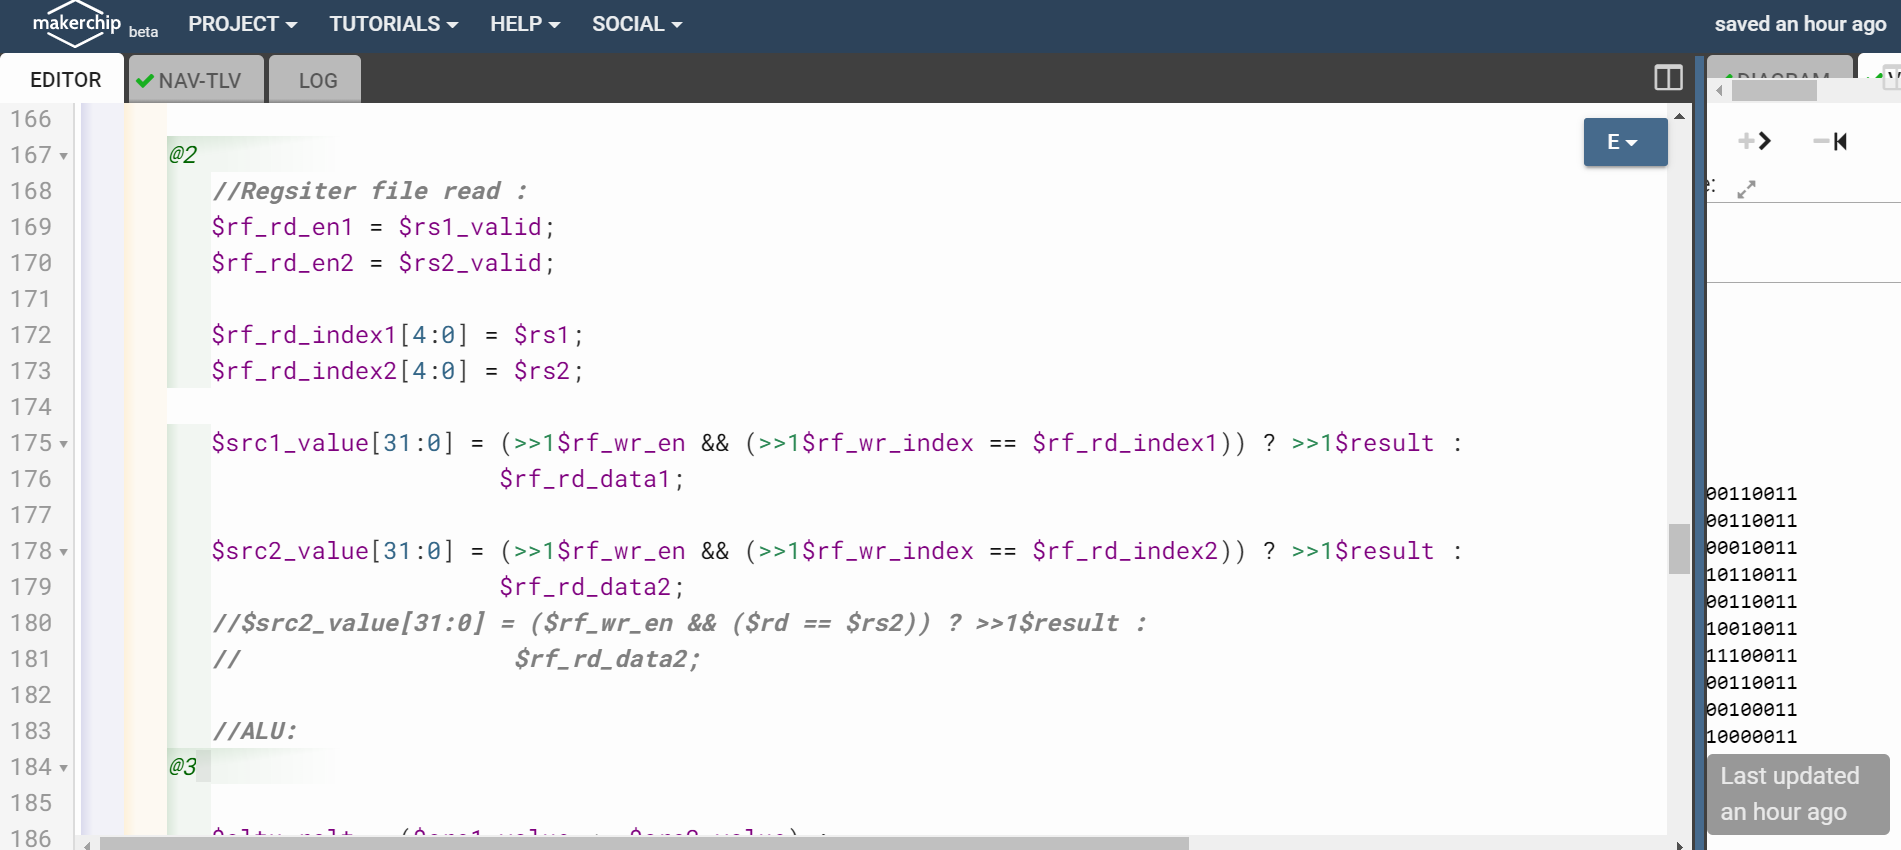 makerchip beta PROJECT TUTORIALS HELP SOCIAL saved an hour ago
EDITOR NAV-TLV LOG DIAGRAM
166
167 @2
168 //Regsiter file read :
169 $rf_rd_en1 = $rs1_valid;
170 $rf_rd_en2 = $rs2_valid;
171
172 $rf_rd_index1[4:0] = $rs1;
173 $rf_rd_index2[4:0] = $rs2;
174
175 $src1_value[31:0] = (>>1$rf_wr_en && (>>1$rf_wr_index == $rf_rd_index1)) ? >>1$result :
176 $rf_rd_data1;
177
178 $src2_value[31:0] = (>>1$rf_wr_en && (>>1$rf_wr_index == $rf_rd_index2)) ? >>1$result :
179 $rf_rd_data2;
180 //$src2_value[31:0] = ($rf_wr_en && ($rd == $rs2)) ? >>1$result :
181 // $rf_rd_data2;
182
183 //ALU:
184 @3
185
186
E
e:
00110011
00110011
00010011
10110011
00110011
10010011
11100011
00110011
00100011
10000011
Last updated
an hour ago